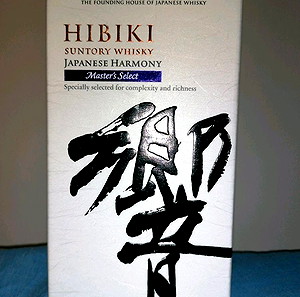 THE FOUNDING HOUSE OF JAPANESE WHISKY
HIBIKI
SUNTORY WHISKY
JAPANESE HARMONY
Master's Select
Specially selected for complexity and richness
響